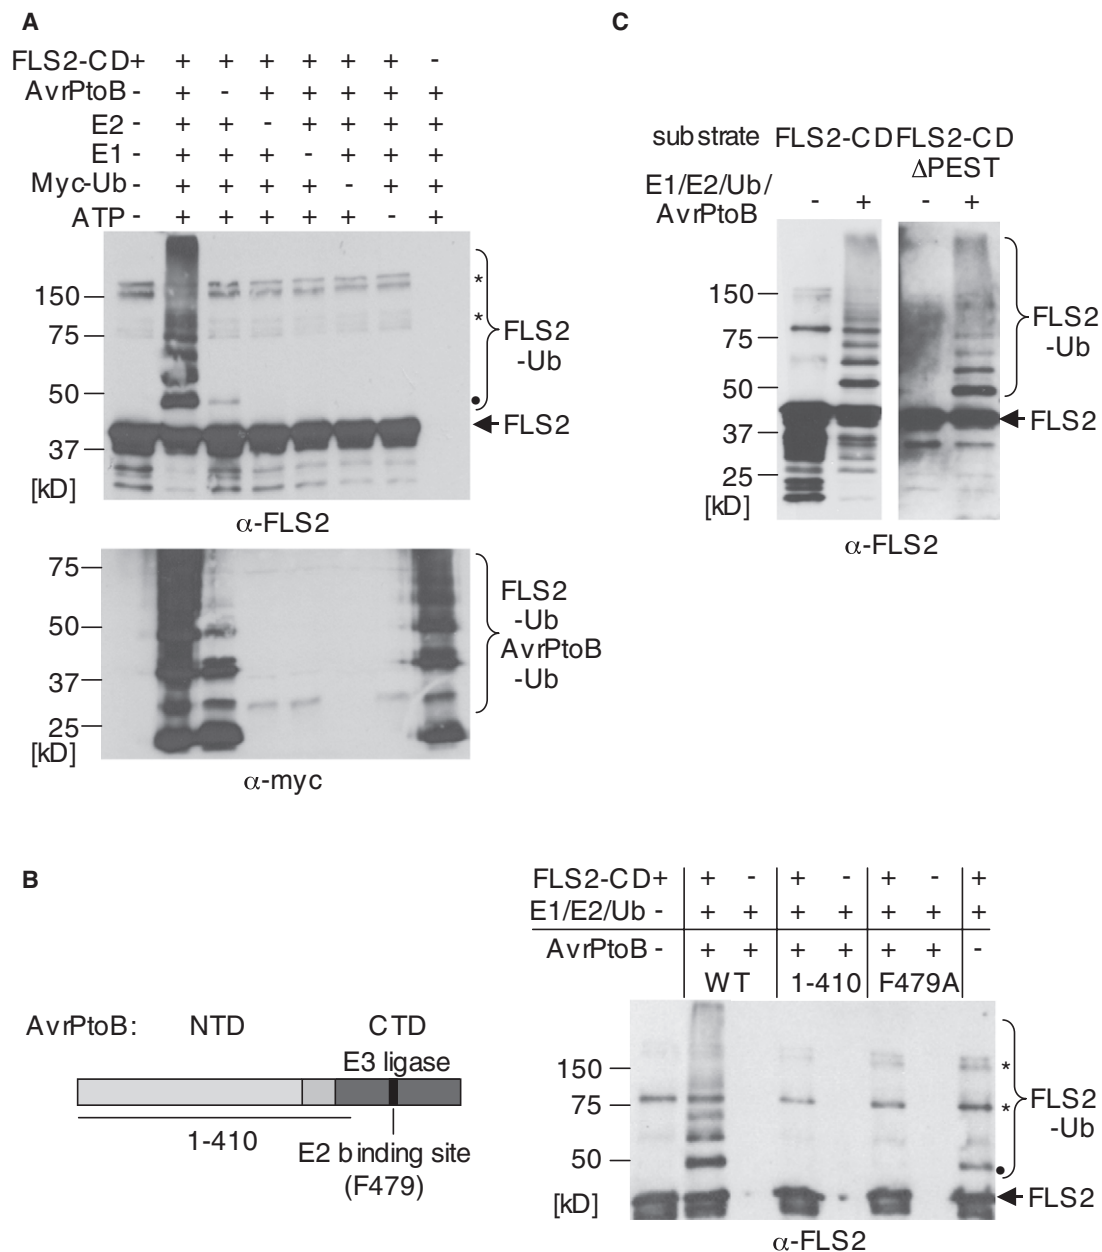 A
FLS2-CD + + + + + + + -
AvrPtoB - + - + + + + +
E2 - + + - + + + +
E1 - + + + - + + +
Myc-Ub - + + + + - + +
ATP - + + + + + - +
150
75
50
37
[kD]
*
*
•
FLS2
-Ub
FLS2
α-FLS2
75
50
37
25
[kD]
FLS2
-Ub
AvrPtoB
-Ub
α-myc
C
substrate FLS2-CD FLS2-CD
ΔPEST
E1/E2/Ub/
AvrPtoB - + - +
150
75
50
37
25
[kD]
FLS2
-Ub
FLS2
α-FLS2
B
AvrPtoB: NTD CTD
E3 ligase
1-410
E2 binding site
(F479)
FLS2-CD + + - + - + - +
E1/E2/Ub - + + + + + + +
AvrPtoB - + + + + + + -
WT 1-410 F479A
150
75
50
[kD]
*
*
•
FLS2
-Ub
FLS2
α-FLS2